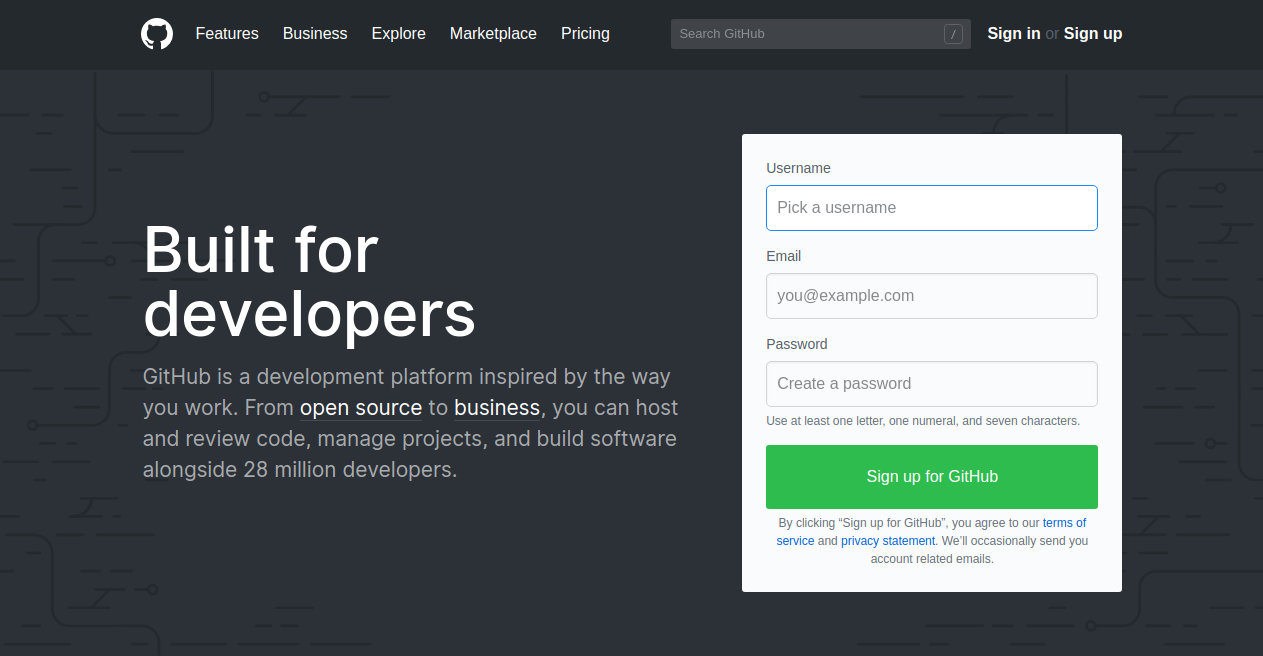 Features Business Explore Marketplace Pricing Search GitHub / Sign in or Sign up
Built for
developers
GitHub is a development platform inspired by the way
you work. From open source to business, you can host
and review code, manage projects, and build software
alongside 28 million developers.
Username
Pick a username
Email
you@example.com
Password
Create a password
Use at least one letter, one numeral, and seven characters.
Sign up for GitHub
By clicking “Sign up for GitHub”, you agree to our terms of
service and privacy statement. We’ll occasionally send you
account related emails.